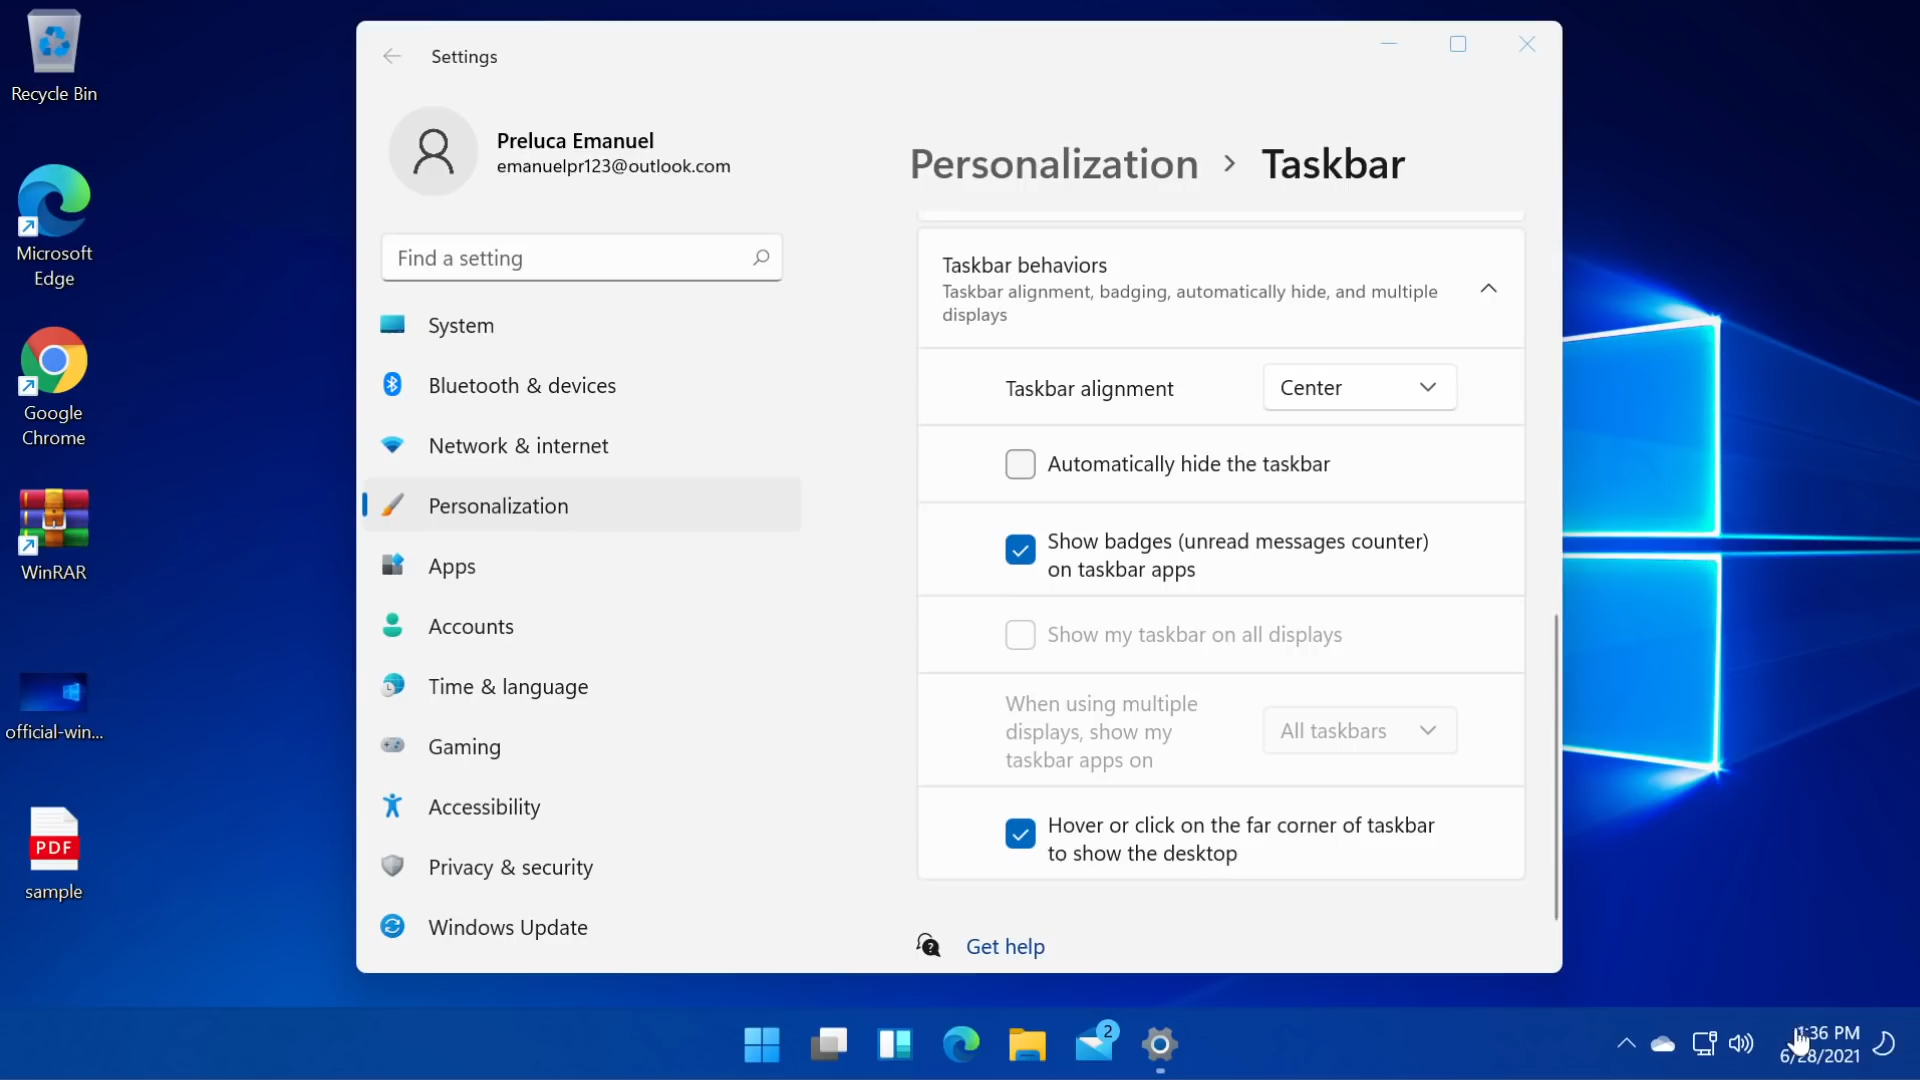 Recycle Bin
Microsoft
Edge
Google
Chrome
WinRAR
official-win...
PDF
sample
Settings
Preluca Emanuel
emanuelpr123@outlook.com
Find a setting
System
Bluetooth & devices
Network & internet
Personalization
Apps
Accounts
Time & language
Gaming
Accessibility
Privacy & security
Windows Update
Personalization > Taskbar
Taskbar behaviors
Taskbar alignment, badging, automatically hide, and multiple
displays
Taskbar alignment
Center
Automatically hide the taskbar
Show badges (unread messages counter)
on taskbar apps
Show my taskbar on all displays
When using multiple
displays, show my
taskbar apps on
All taskbars
Hover or click on the far corner of taskbar
to show the desktop
Get help
2
1:36 PM
6/28/2021